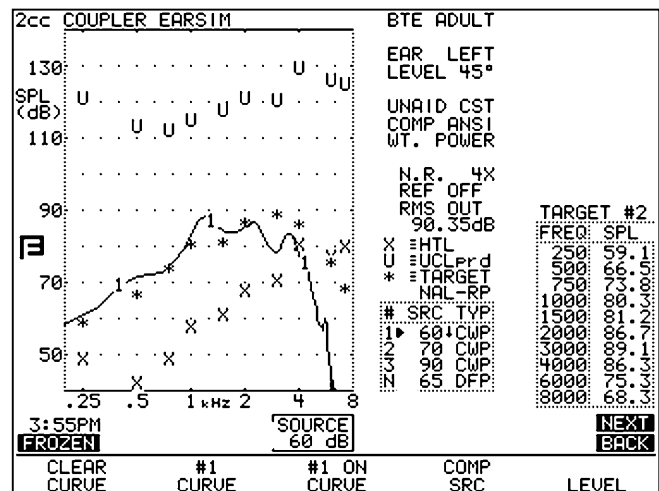 2cc COUPLER EARSIM
BTE ADULT
EAR LEFT
LEVEL 45°
UNAID CST
COMP ANSI
WT. POWER
N.R. 4X
REF OFF
RMS OUT
90.35dB
X =HTL
U =UCLprd
* =TARGET
NAL-RP
# SRC TYP
1▶ 60↓CWP
2 70 CWP
3 90 CWP
N 65 DFP
TARGET #2
FREQ SPL
250 59.1
500 66.5
750 73.8
1000 80.3
1500 81.2
2000 86.7
3000 89.1
4000 86.3
6000 75.3
8000 68.3
130
SPL
(dB)
110
90
70
50
1
1
1
.25 .5 1 kHz 2 4 8
3:55PM
FROZEN
SOURCE
60 dB
NEXT
BACK
CLEAR CURVE
#1 CURVE
#1 ON CURVE
COMP SRC
LEVEL